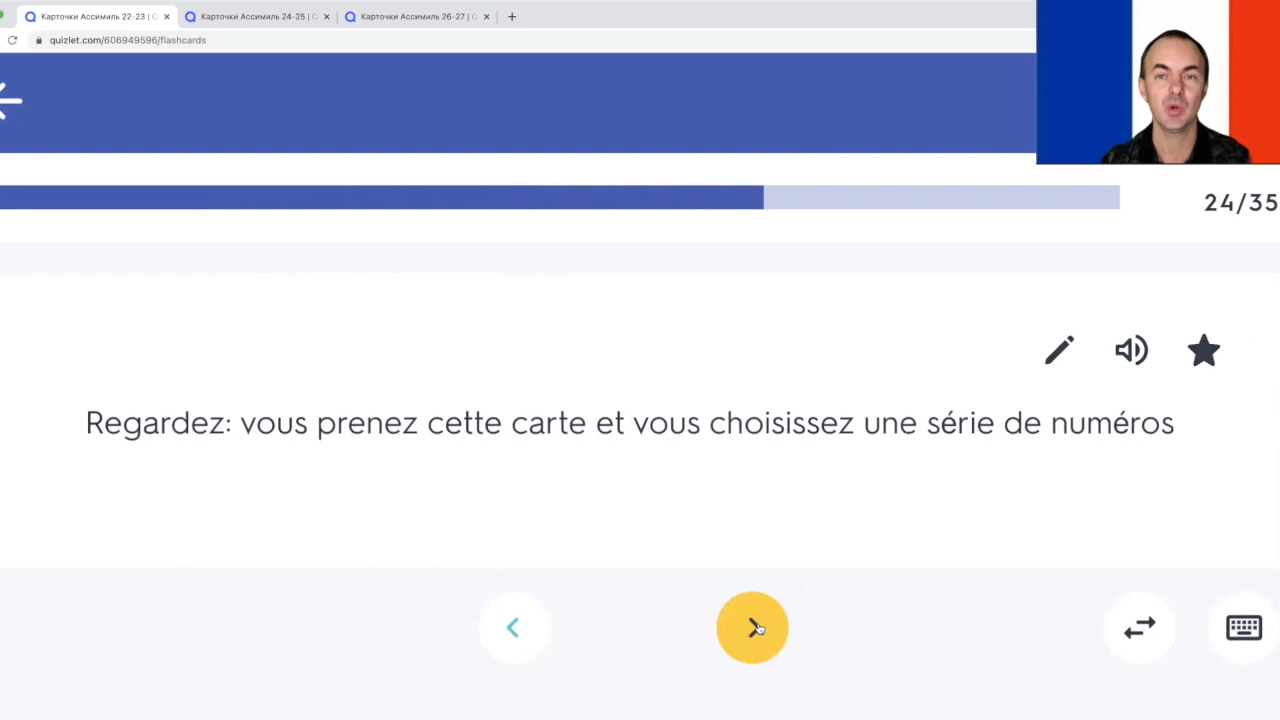 Карточки Ассимиль 22-23 |
Карточки Ассимиль 24-25 |
Карточки Ассимиль 26-27 |
quizlet.com/606949596/flashcards
24/35
Regardez: vous prenez cette carte et vous choisissez une série de numéros